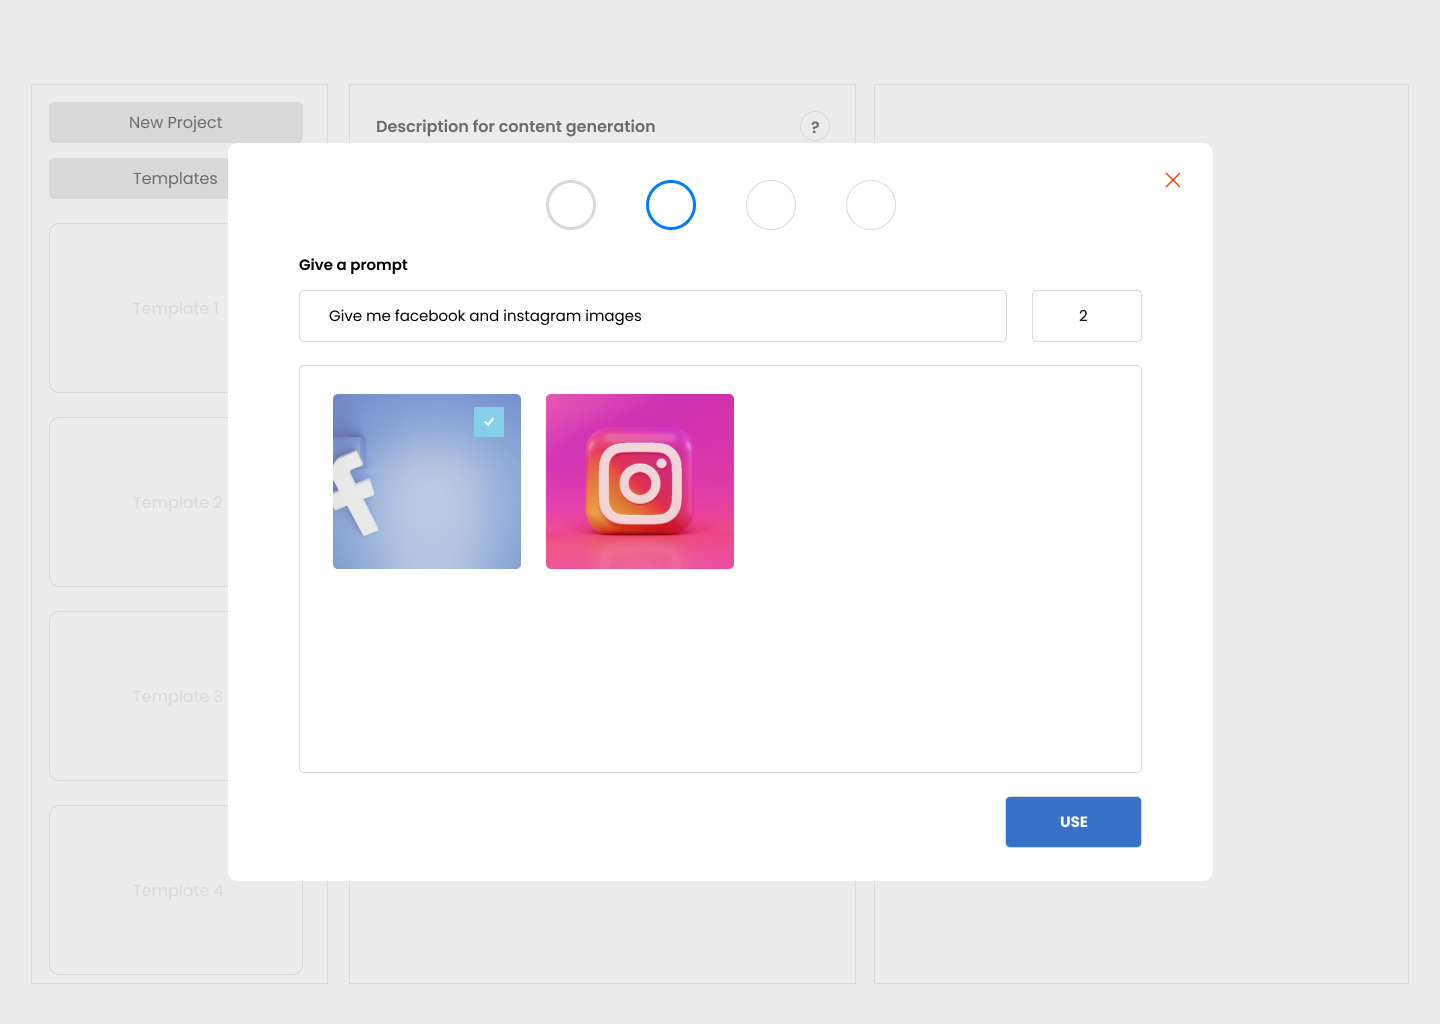 New Project
Templates
Template 1
Template 2
Template 3
Template 4
Description for content generation
?
Give a prompt
Give me facebook and instagram images
2
f
USE